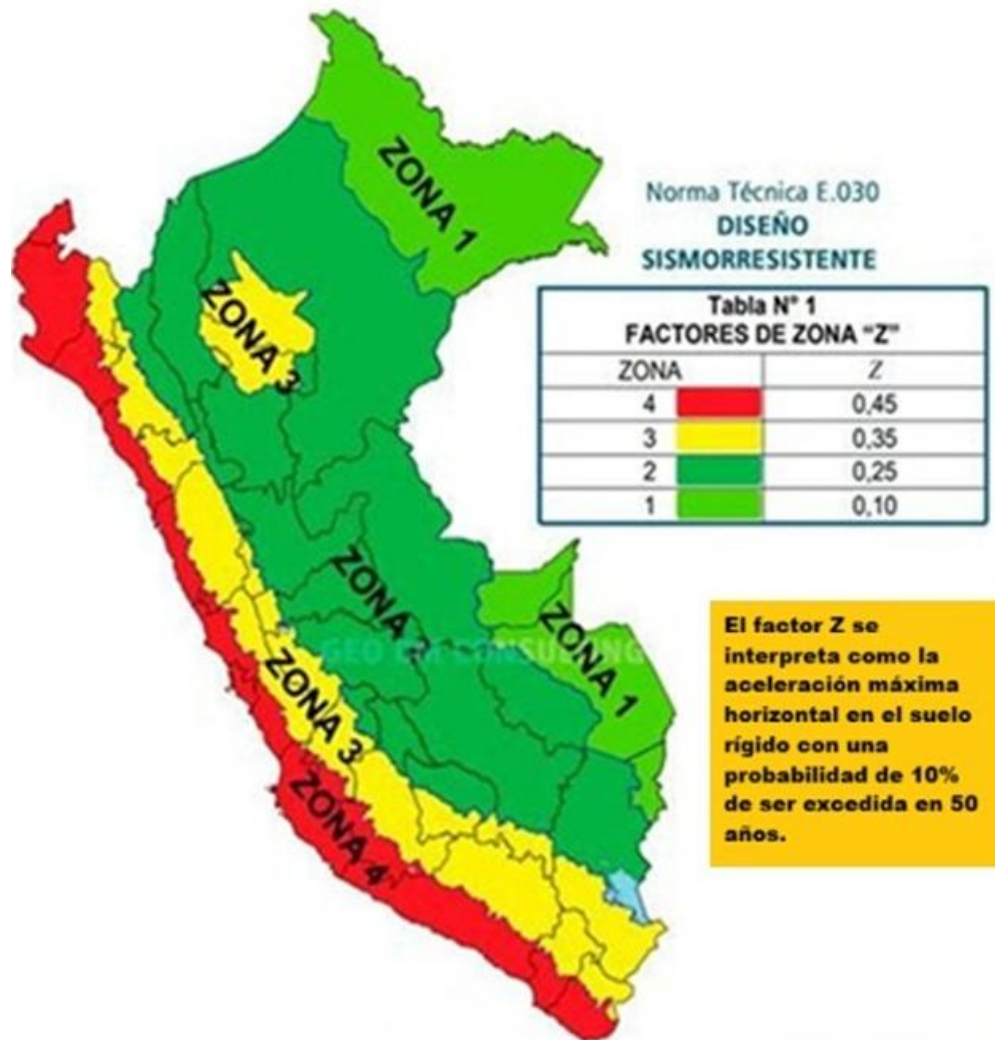 ZONA 1
ZONA 3
Norma Técnica E.030
DISEÑO
SISMORRESISTENTE
Tabla N° 1
FACTORES DE ZONA "Z"
ZONA Z
4 0,45
3 0,35
2 0,25
1 0,10
ZONA 2
GEO EM CONSULTING
ZONA 1
ZONA 3
ZONA 4
El factor Z se
interpreta como la
aceleración máxima
horizontal en el suelo
rígido con una
probabilidad de 10%
de ser excedida en 50
años.